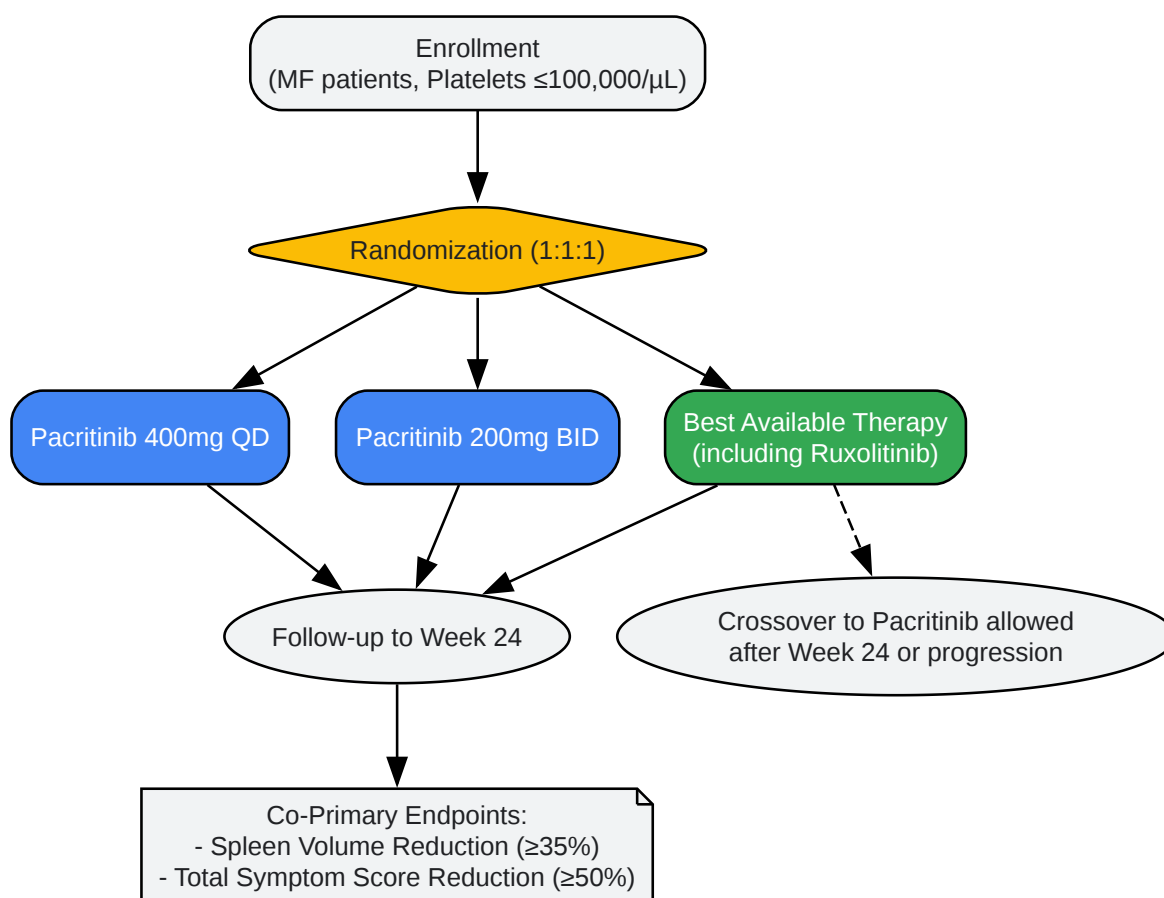 Enrollment
(MF patients, Platelets ≤100,000/µL)
Randomization (1:1:1)
Pacritinib 400mg QD
Pacritinib 200mg BID
Best Available Therapy
(including Ruxolitinib)
Follow-up to Week 24
Crossover to Pacritinib allowed
after Week 24 or progression
Co-Primary Endpoints:
- Spleen Volume Reduction (≥35%)
- Total Symptom Score Reduction (≥50%)